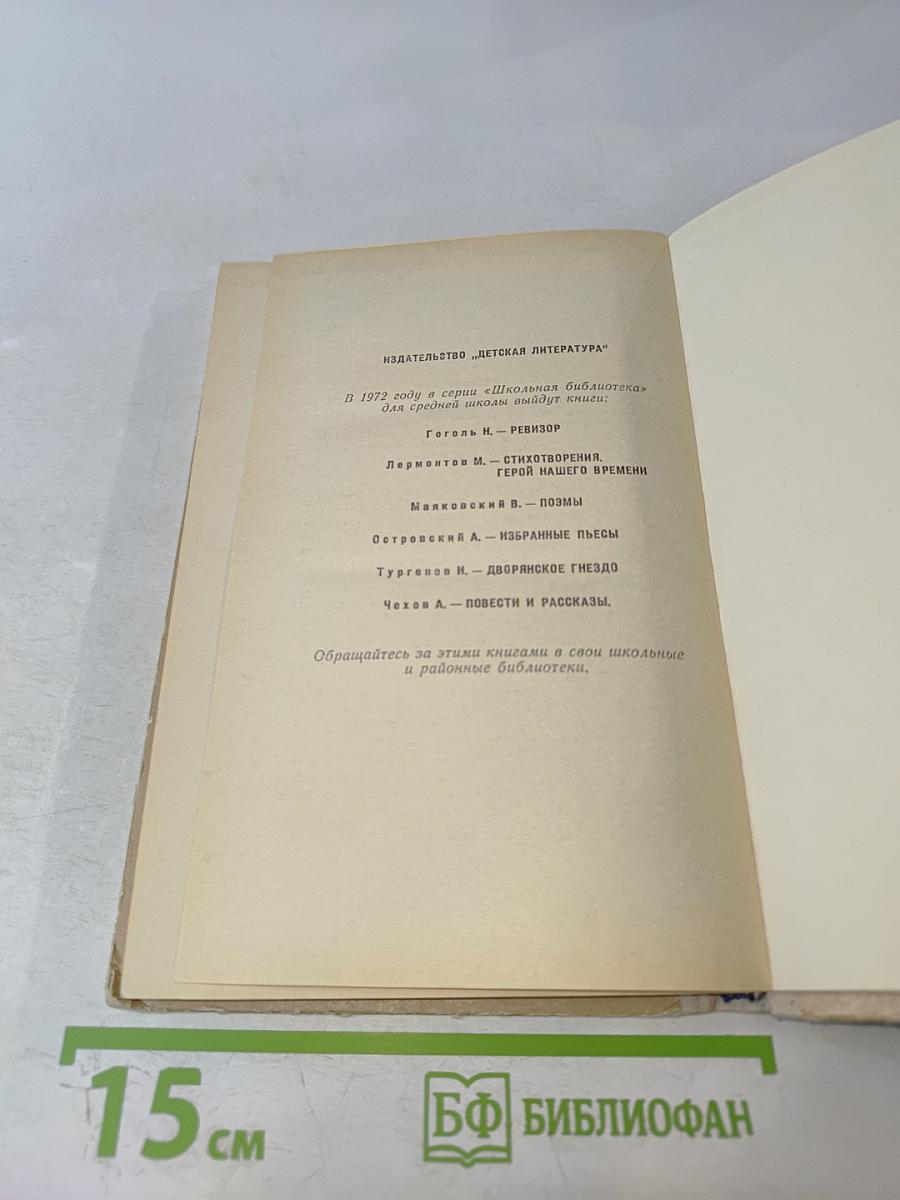 ИЗДАТЕЛЬСТВО „ДЕТСКАЯ ЛИТЕРАТУРА“
В 1972 году в серии «Школьная библиотека»
для средней школы выйдут книги:
Гоголь Н. — РЕВИЗОР
Лермонтов М. — СТИХОТВОРЕНИЯ.
ГЕРОЙ НАШЕГО ВРЕМЕНИ
Маяковский В. — ПОЭМЫ
Островский А. — ИЗБРАННЫЕ ПЬЕСЫ
Тургенев И. — ДВОРЯНСКОЕ ГНЕЗДО
Чехов А. — ПОВЕСТИ И РАССКАЗЫ.
Обращайтесь за этими книгами в свои школьные
и районные библиотеки.
15 см
БФ БИБЛИОФАН